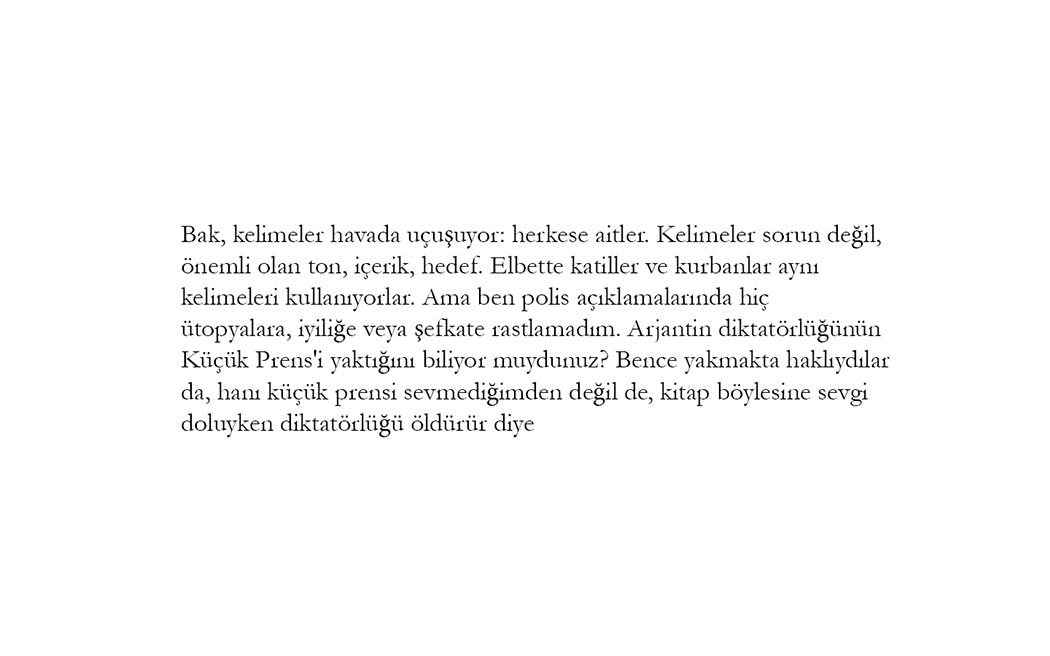 Bak, kelimeler havada uçuşuyor: herkese aitler. Kelimeler sorun değil,
önemli olan ton, içerik, hedef. Elbette katiller ve kurbanlar aynı
kelimeleri kullanıyorlar. Ama ben polis açıklamalarında hiç
ütopyalara, iyiliğe veya şefkate rastlamadım. Arjantin diktatörlüğünün
Küçük Prens'i yaktığını biliyor muydunuz? Bence yakmakta haklıydılar
da, hanı küçük prensi sevmediğimden değil de, kitap böylesine sevgi
doluyken diktatörlüğü öldürür diye